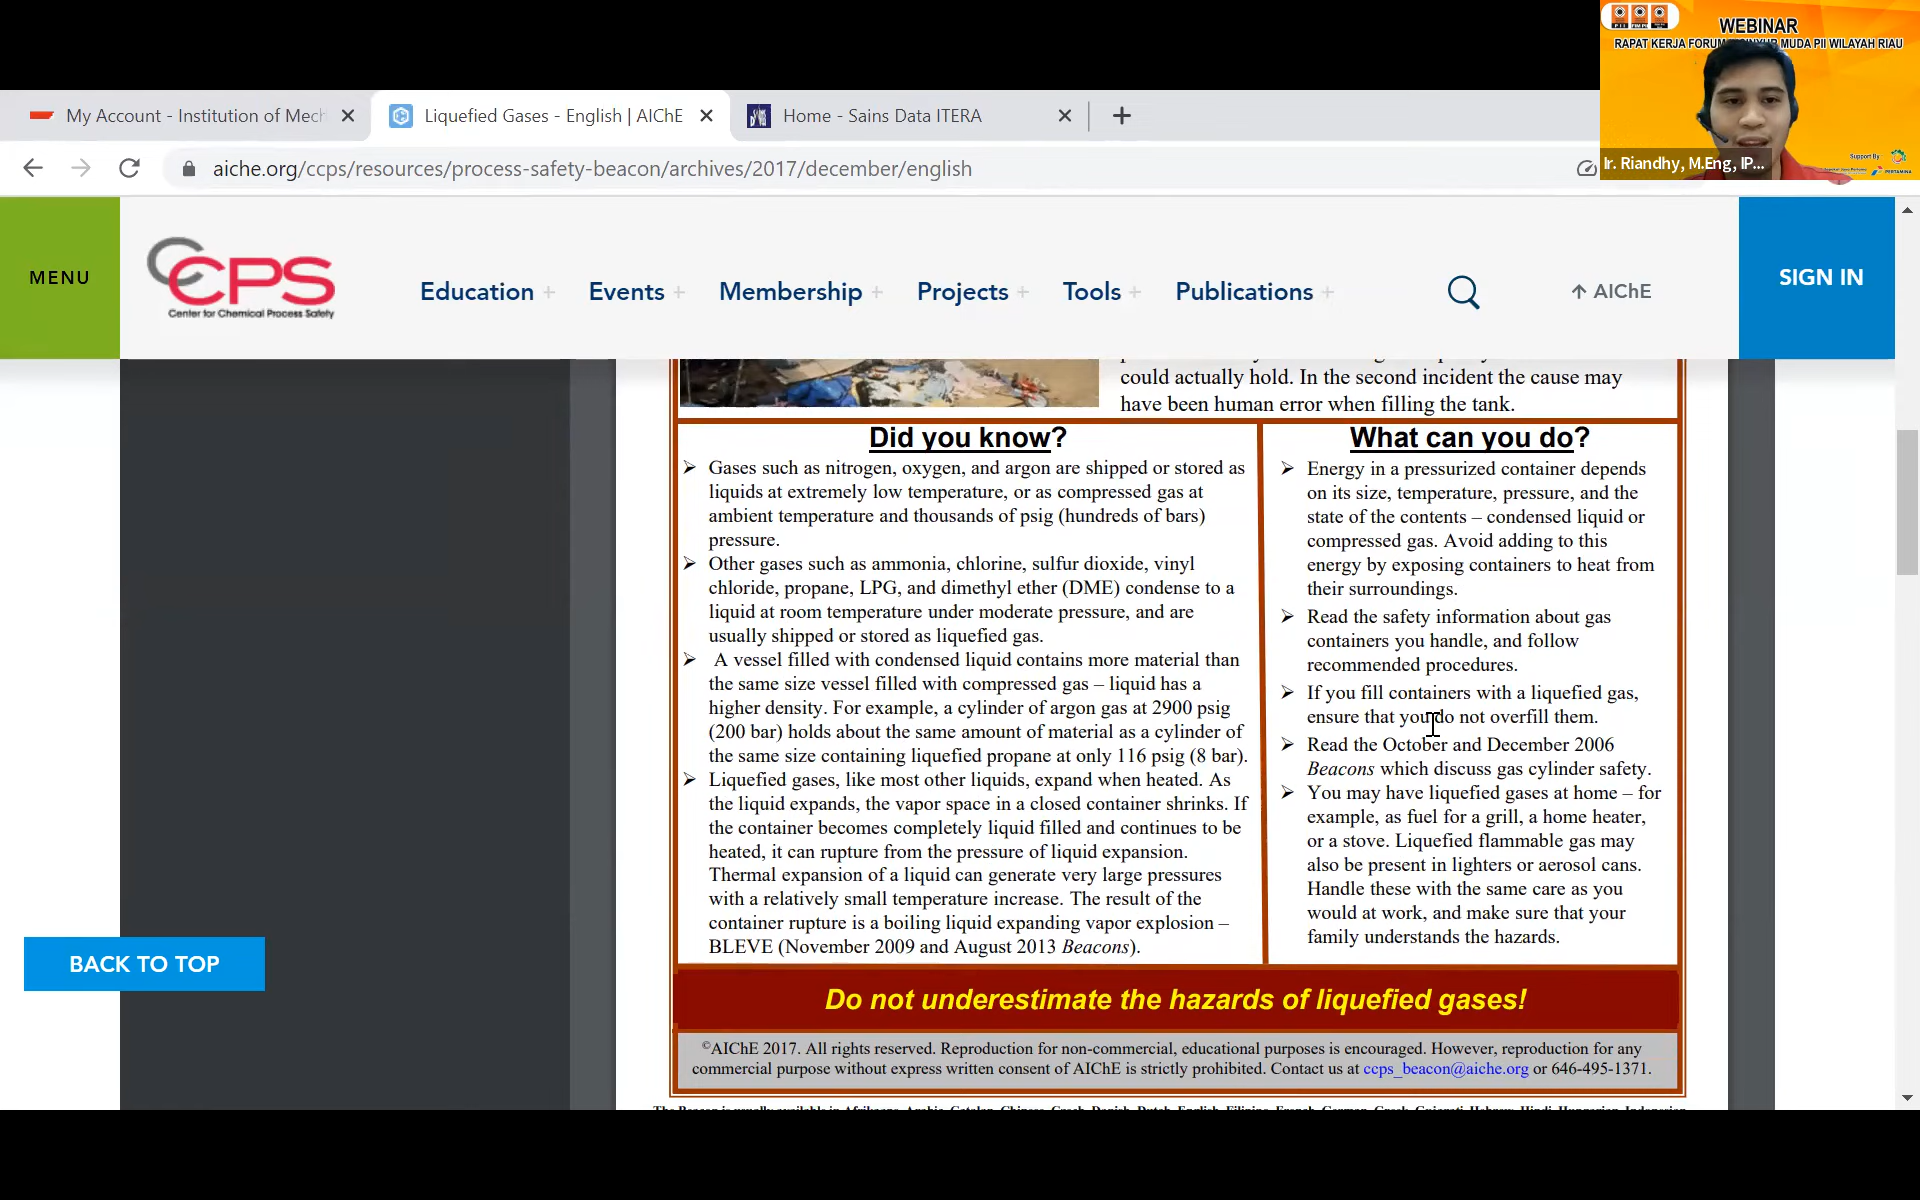 WEBINAR
RAPAT KERJA FORUM MUDA PII WILAYAH RIAU
Ir. Riandhy, M.Eng, IP...
Support By
PERTAMINA
My Account - Institution of Mech
Liquefied Gases - English | AIChE
Home - Sains Data ITERA
aiche.org/ccps/resources/process-safety-beacon/archives/2017/december/english
MENU
CCPS
Center for Chemical Process Safety
Education +
Events +
Membership +
Projects +
Tools +
Publications +
AIChE
SIGN IN
could actually hold. In the second incident the cause may
have been human error when filling the tank.
Did you know?
➢ Gases such as nitrogen, oxygen, and argon are shipped or stored as
liquids at extremely low temperature, or as compressed gas at
ambient temperature and thousands of psig (hundreds of bars)
pressure.
➢ Other gases such as ammonia, chlorine, sulfur dioxide, vinyl
chloride, propane, LPG, and dimethyl ether (DME) condense to a
liquid at room temperature under moderate pressure, and are
usually shipped or stored as liquefied gas.
➢ A vessel filled with condensed liquid contains more material than
the same size vessel filled with compressed gas – liquid has a
higher density. For example, a cylinder of argon gas at 2900 psig
(200 bar) holds about the same amount of material as a cylinder of
the same size containing liquefied propane at only 116 psig (8 bar).
➢ Liquefied gases, like most other liquids, expand when heated. As
the liquid expands, the vapor space in a closed container shrinks. If
the container becomes completely liquid filled and continues to be
heated, it can rupture from the pressure of liquid expansion.
Thermal expansion of a liquid can generate very large pressures
with a relatively small temperature increase. The result of the
container rupture is a boiling liquid expanding vapor explosion –
BLEVE (November 2009 and August 2013 Beacons).
What can you do?
➢ Energy in a pressurized container depends
on its size, temperature, pressure, and the
state of the contents – condensed liquid or
compressed gas. Avoid adding to this
energy by exposing containers to heat from
their surroundings.
➢ Read the safety information about gas
containers you handle, and follow
recommended procedures.
➢ If you fill containers with a liquefied gas,
ensure that you do not overfill them.
➢ Read the October and December 2006
Beacons which discuss gas cylinder safety.
➢ You may have liquefied gases at home – for
example, as fuel for a grill, a home heater,
or a stove. Liquefied flammable gas may
also be present in lighters or aerosol cans.
Handle these with the same care as you
would at work, and make sure that your
family understands the hazards.
BACK TO TOP
Do not underestimate the hazards of liquefied gases!
©AIChE 2017. All rights reserved. Reproduction for non-commercial, educational purposes is encouraged. However, reproduction for any
commercial purpose without express written consent of AIChE is strictly prohibited. Contact us at ccps_beacon@aiche.org or 646-495-1371.